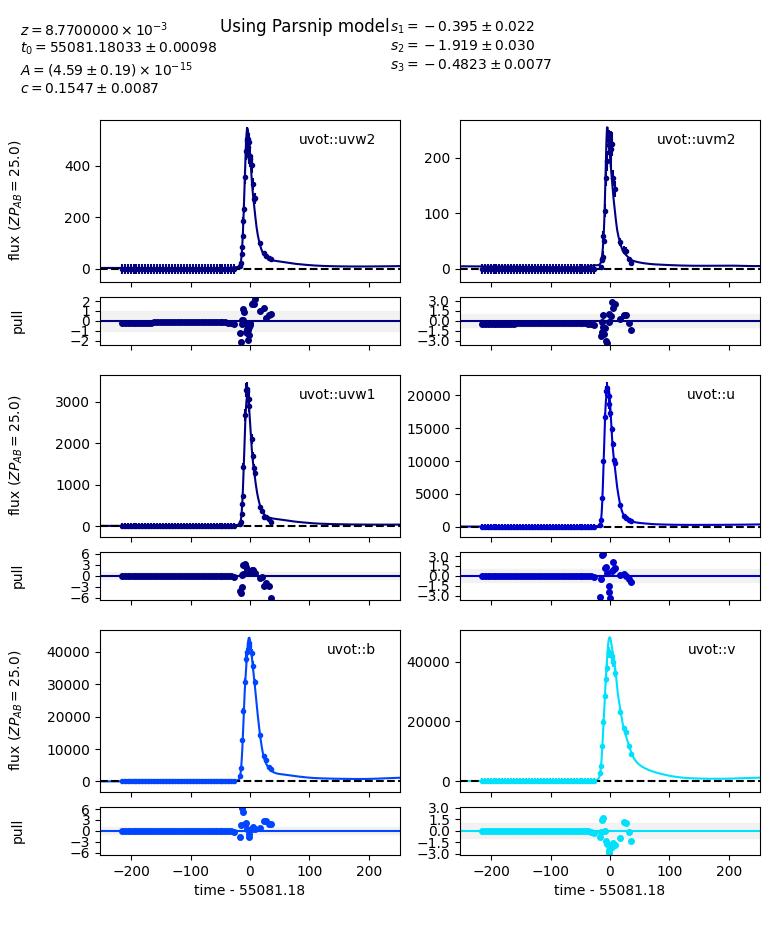 Using Parsnip model
z = 8.7700000 × 10⁻³
t₀ = 55081.18033 ± 0.00098
A = (4.59 ± 0.19) × 10⁻¹⁵
c = 0.1547 ± 0.0087
s₁ = −0.395 ± 0.022
s₂ = −1.919 ± 0.030
s₃ = −0.4823 ± 0.0077
flux (ZP_AB = 25.0)
400
200
0
uvot::uvw2
200
100
0
uvot::uvm2
pull
2
1
0
−1
−2
3.0
1.5
0.0
−1.5
−3.0
flux (ZP_AB = 25.0)
3000
2000
1000
0
uvot::uvw1
20000
15000
10000
5000
0
uvot::u
pull
6
3
0
−3
−6
3.0
1.5
0.0
−1.5
−3.0
flux (ZP_AB = 25.0)
40000
30000
20000
10000
0
uvot::b
40000
20000
0
uvot::v
pull
6
3
0
−3
−6
3.0
1.5
0.0
−1.5
−3.0
−200 −100 0 100 200
time - 55081.18
−200 −100 0 100 200
time - 55081.18